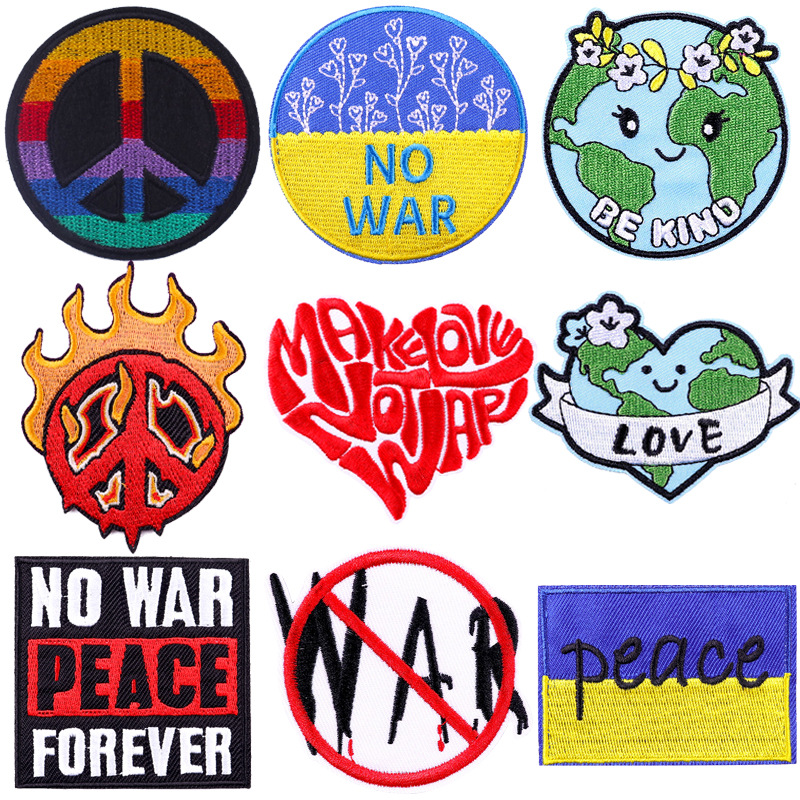 NO
WAR
BE KIND
MAKE LOVE
NOT WAR
LOVE
NO WAR
PEACE
FOREVER
WAR
peace